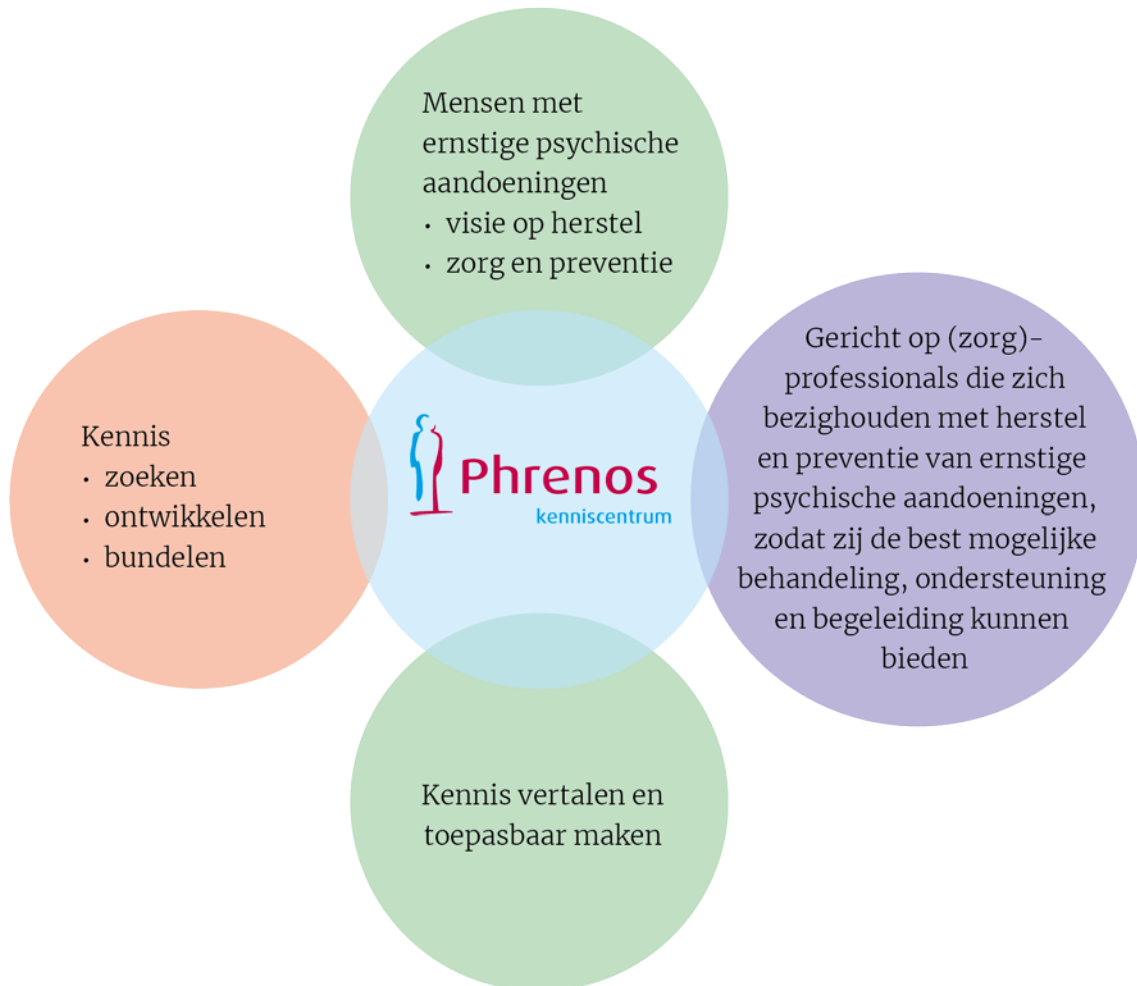 Mensen met
ernstige psychische
aandoeningen
• visie op herstel
• zorg en preventie
Kennis
• zoeken
• ontwikkelen
• bundelen
Phrenos
kenniscentrum
Gericht op (zorg)-
professionals die zich
bezighouden met herstel
en preventie van ernstige
psychische aandoeningen,
zodat zij de best mogelijke
behandeling, ondersteuning
en begeleiding kunnen
bieden
Kennis vertalen en
toepasbaar maken